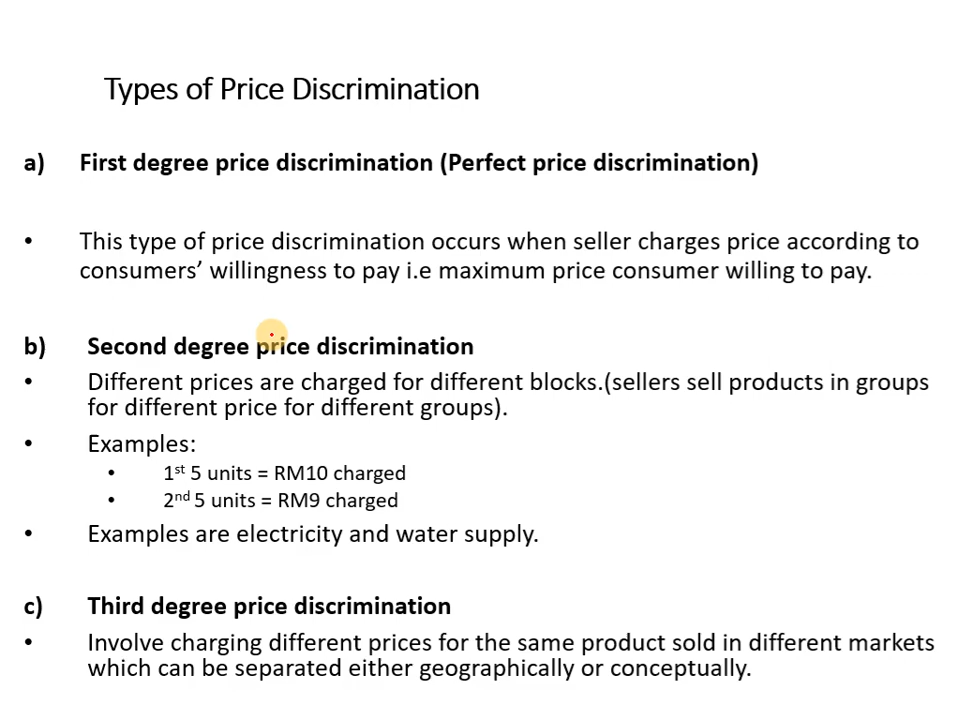 Types of Price Discrimination
a) First degree price discrimination (Perfect price discrimination)
• This type of price discrimination occurs when seller charges price according to
consumers’ willingness to pay i.e maximum price consumer willing to pay.
b) Second degree price discrimination
• Different prices are charged for different blocks.(sellers sell products in groups
for different price for different groups).
• Examples:
• 1st 5 units = RM10 charged
• 2nd 5 units = RM9 charged
• Examples are electricity and water supply.
c) Third degree price discrimination
• Involve charging different prices for the same product sold in different markets
which can be separated either geographically or conceptually.